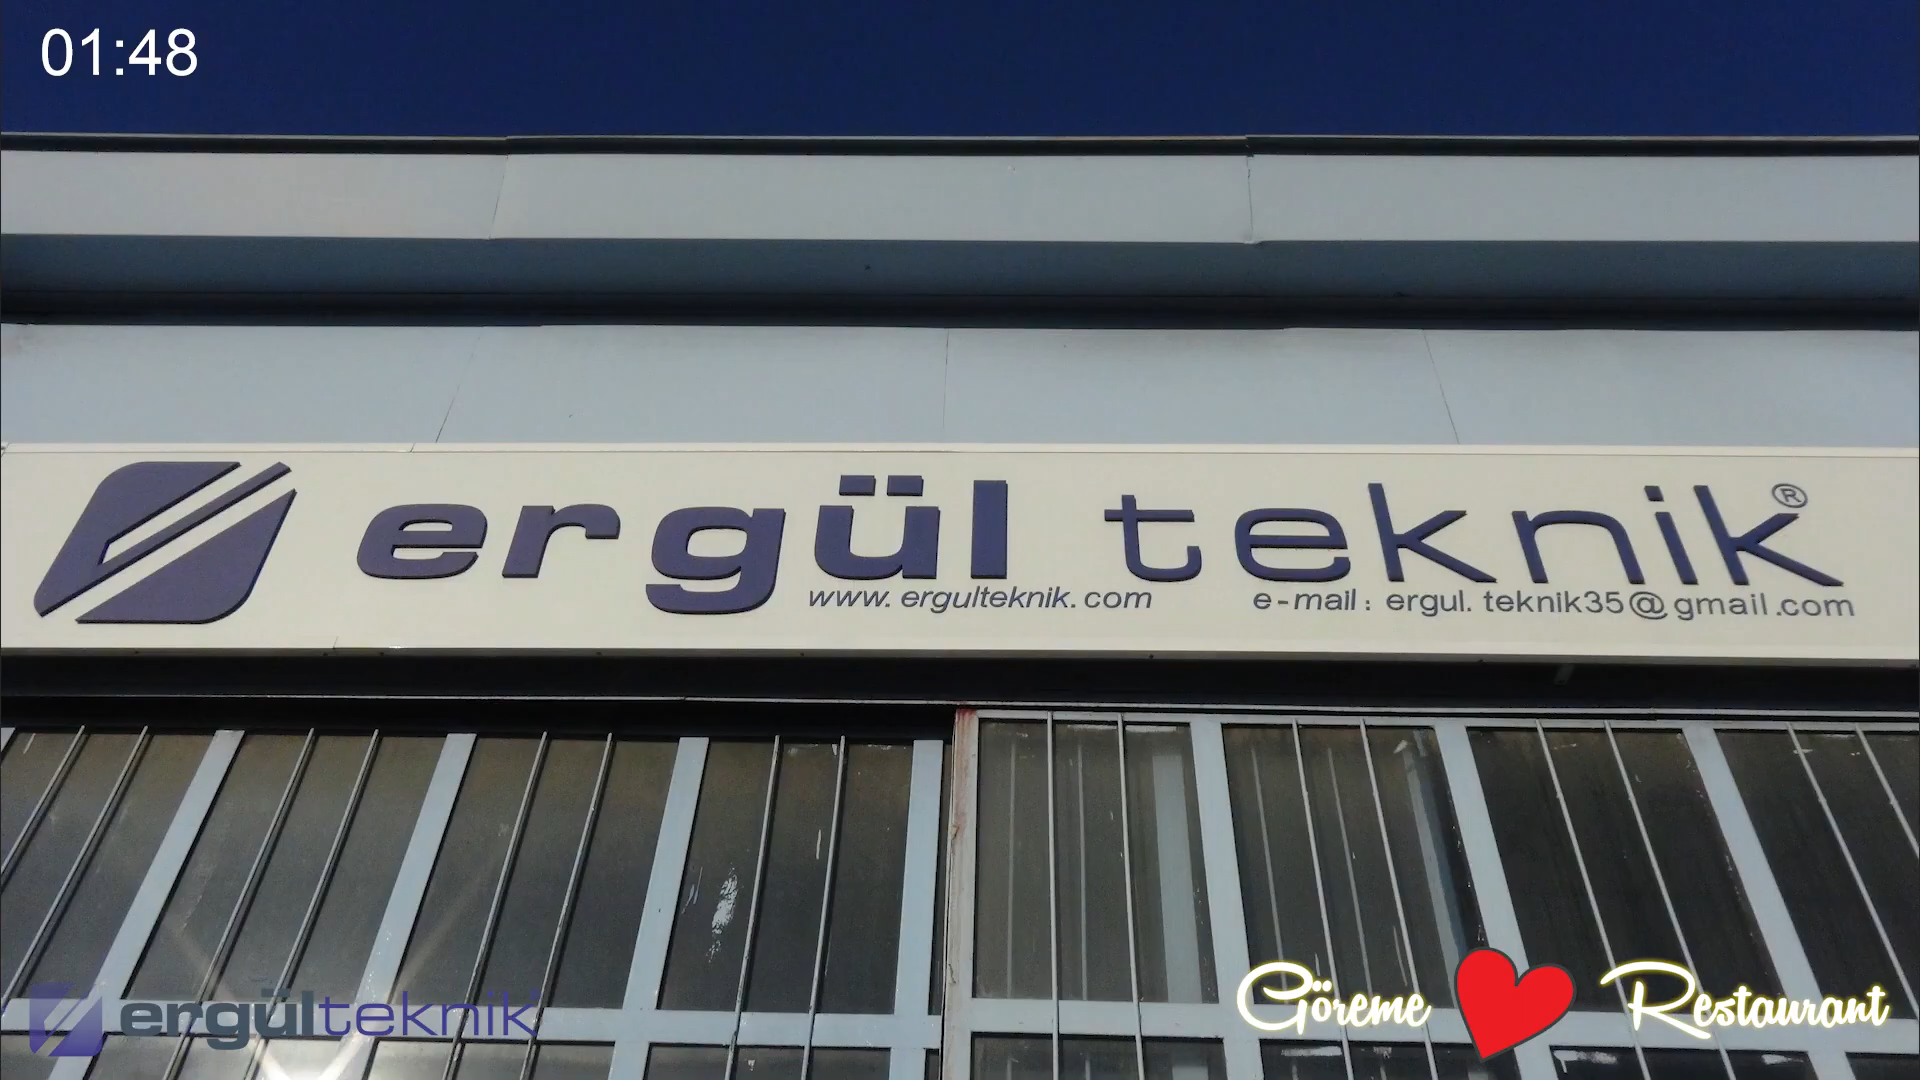 01:48
ergül teknik ®
www. ergulteknik. com e-mail : ergul. teknik35@gmail.com
ergülteknik
Göreme Restaurant